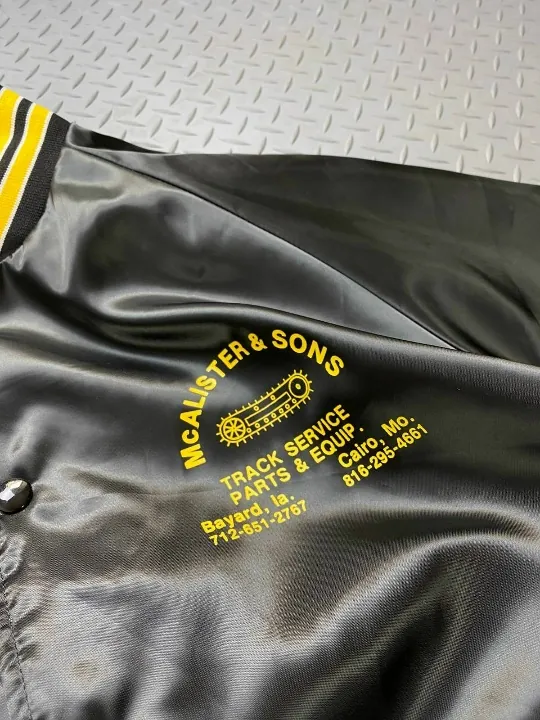 McALISTER & SONS
TRACK SERVICE
PARTS & EQUIP.
Bayard, Ia.
712-651-2767
Cairo, Mo.
816-295-4661